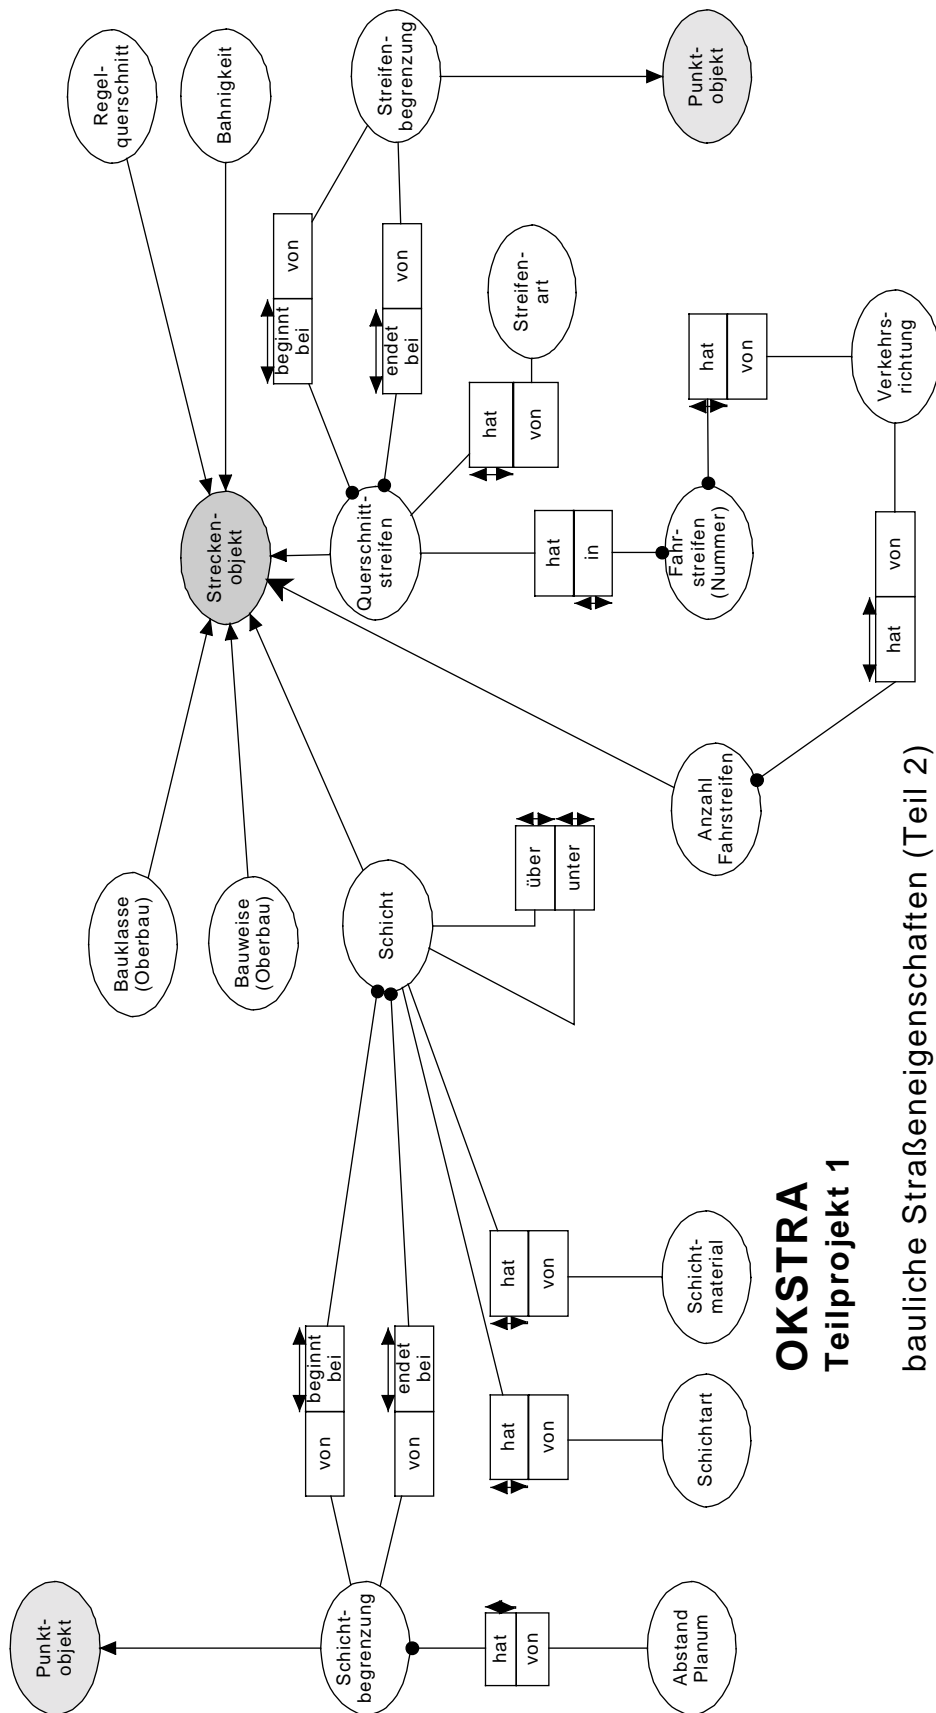 Punkt-
objekt
Schicht-
begrenzung
hat
von
Abstand
Planum
von
beginnt
bei
von
endet
bei
hat
von
Schichtart
hat
von
Schicht-
material
Bauklasse
(Oberbau)
Bauweise
(Oberbau)
Schicht
über
unter
Anzahl
Fahrstreifen
Strecken-
objekt
Querschnitt-
streifen
hat
in
Fahr-
streifen
(Nummer)
hat
von
Verkehrs-
richtung
hat
von
hat
von
Streifen-
art
beginnt
bei
von
endet
bei
von
Regel-
querschnitt
Bahnigkeit
Streifen-
begrenzung
Punkt-
objekt
OKSTRA
Teilprojekt 1
bauliche Straßeneigenschaften (Teil 2)